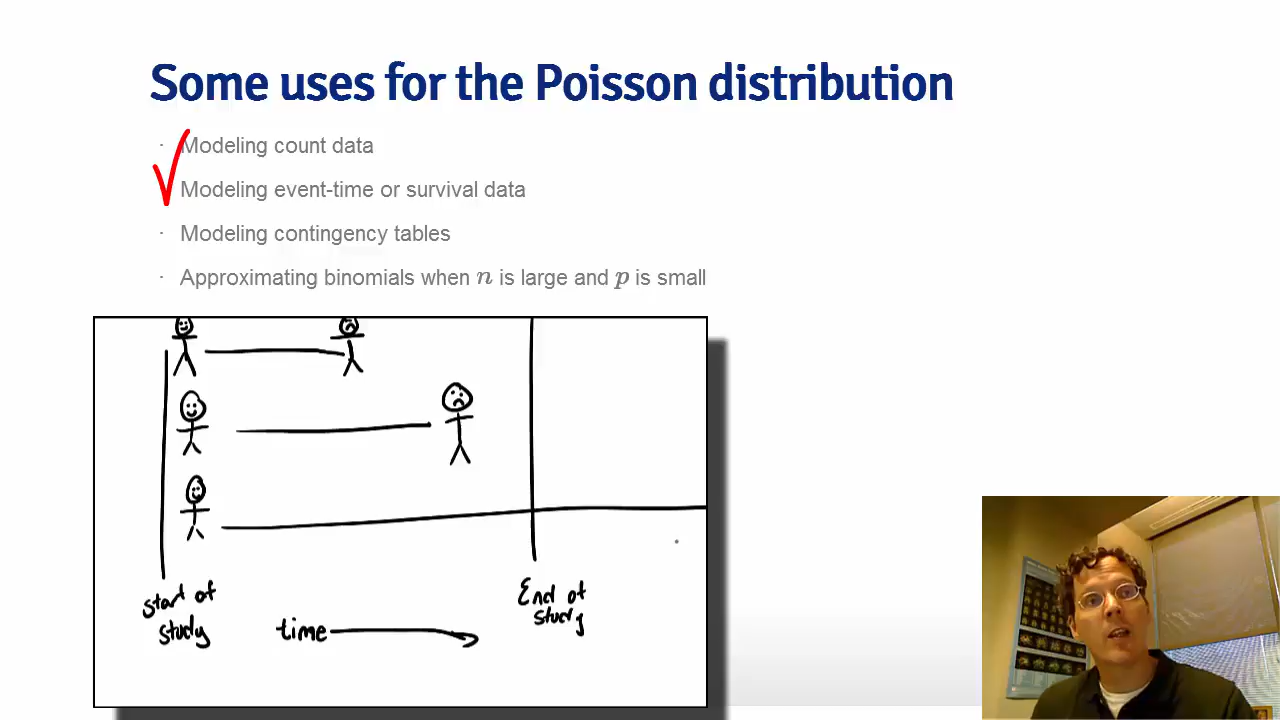 Some uses for the Poisson distribution
· Modeling count data
Modeling event-time or survival data
· Modeling contingency tables
· Approximating binomials when n is large and p is small
Start of
study
time
End of
study